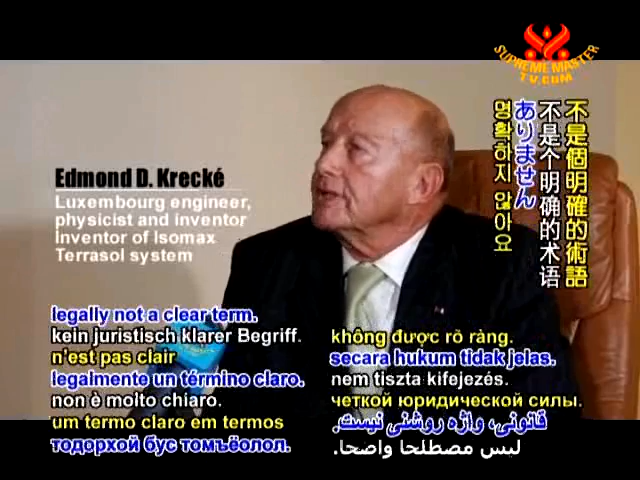 SUPREME MASTER
TV.COM
Edmond D. Krecké
Luxembourg engineer,
physicist and inventor
Inventor of Isomax
Terrasol system
不是個明確的術語
不是个明确的术语
ありません
명확하지 않아요
legally not a clear term.
kein juristisch klarer Begriff.
n'est pas clair
legalmente un término claro.
non è molto chiaro.
um termo claro em termos
тодорхой бус томъёолол.
không được rõ ràng.
secara hukum tidak jelas.
nem tiszta kifejezés.
четкой юридической силы.
قانونی، واژه روشنی نیست.
ليس مصطلحا واضحا.